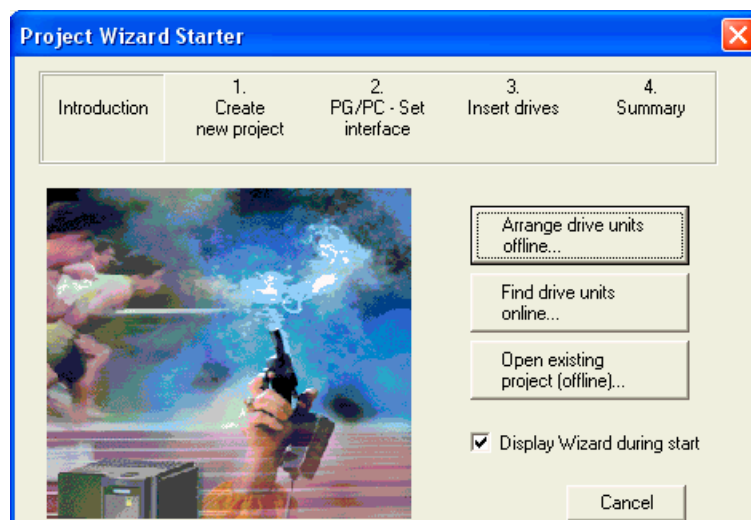 Project Wizard Starter
Introduction
1.
Create
new project
2.
PG/PC - Set
interface
3.
Insert drives
4.
Summary
Arrange drive units
offline...
Find drive units
online...
Open existing
project (offline)...
Display Wizard during start
Cancel